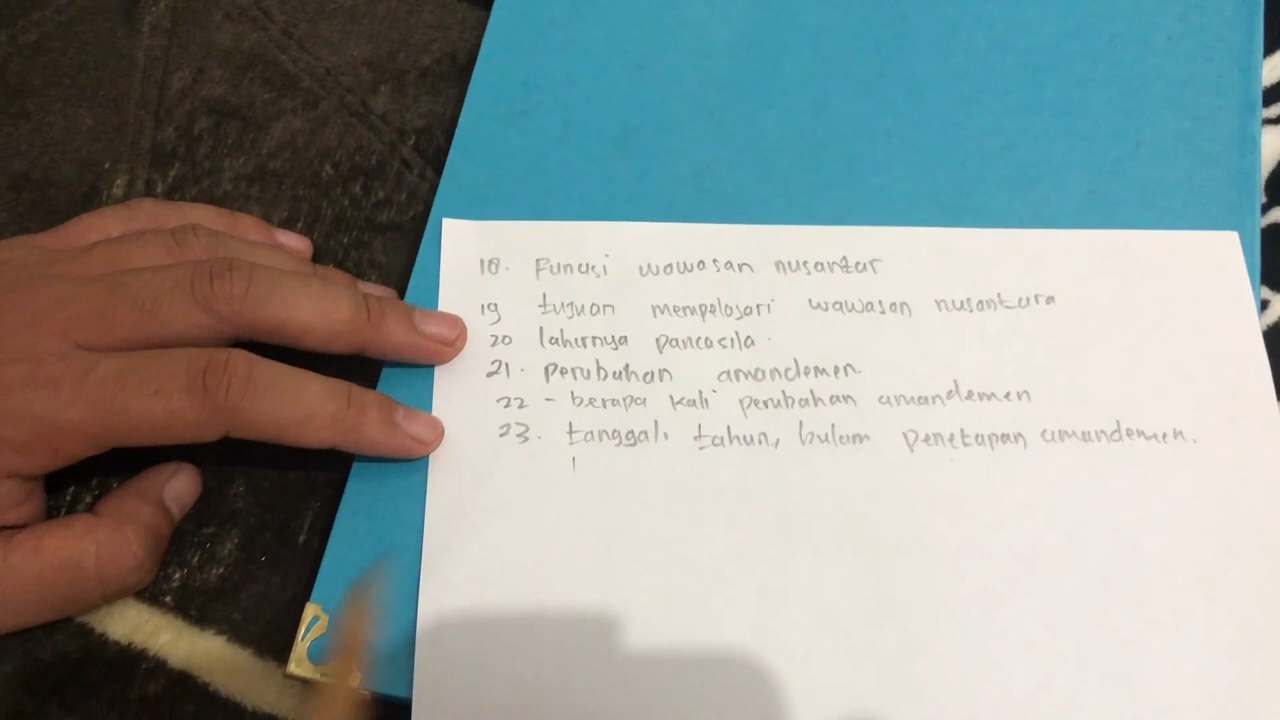 18. Fungsi wawasan nusantar
19 tujuan mempelajari wawasan nusantara
20 lahirnya pancasila.
21. perubahan amandemen.
22 - berapa kali perubahan amandemen
23. tanggal, tahun, bulam penetapan amandemen.